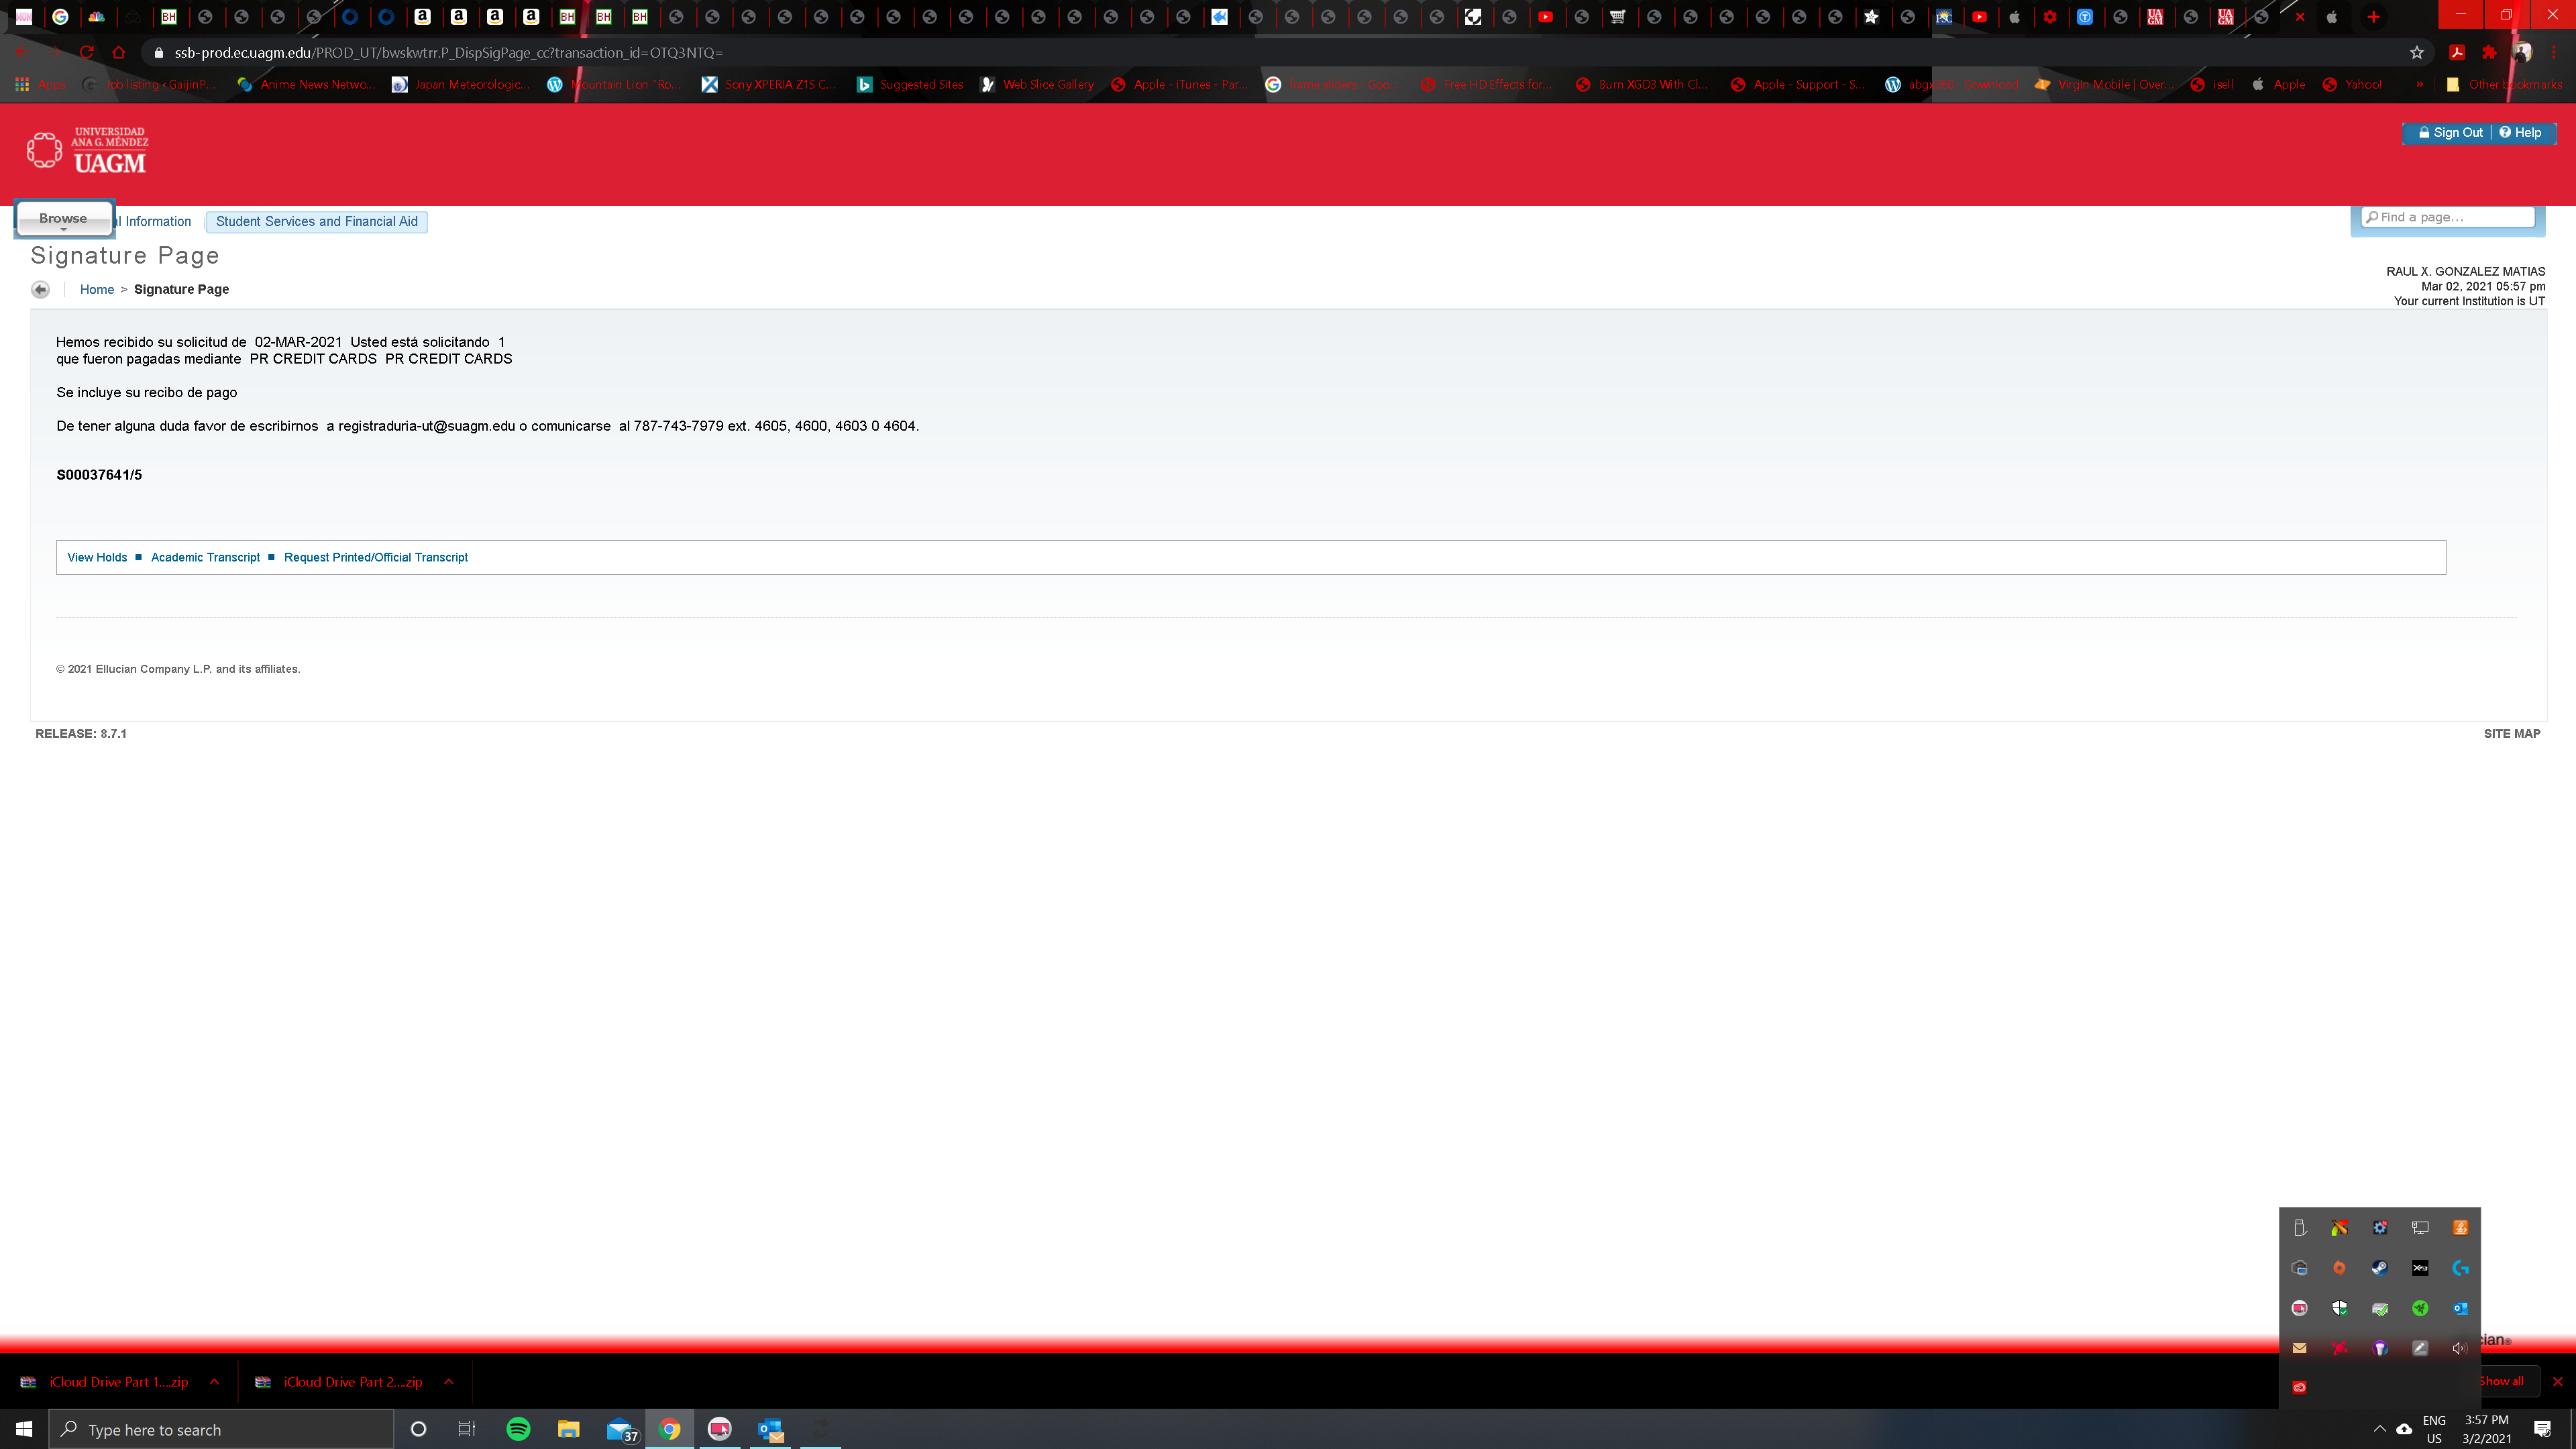 ssb-prod.ec.uagm.edu/PROD_UT/bwskwtrr.P_DispSigPage_cc?transaction_id=OTQ3NTQ=
Apps Job listing ‹ GaijinP... Anime News Netwo... Japan Meteorologic... Mountain Lion "Ro... Sony XPERIA Z1S C... Suggested Sites Web Slice Gallery Apple - iTunes - Par... frame sliders - Goo... Free HD Effects for... Burn XGD3 With Cl... Apple - Support - S... abgx360 - Download Virgin Mobile | Over... isell Apple Yahoo! » Other bookmarks
UNIVERSIDAD
ANA G. MÉNDEZ
UAGM
Sign Out | Help
Browse
l Information Student Services and Financial Aid
Find a page...
Signature Page
Home > Signature Page
RAUL X. GONZALEZ MATIAS
Mar 02, 2021 05:57 pm
Your current Institution is UT
Hemos recibido su solicitud de 02-MAR-2021 Usted está solicitando 1
que fueron pagadas mediante PR CREDIT CARDS PR CREDIT CARDS
Se incluye su recibo de pago
De tener alguna duda favor de escribirnos a registraduria-ut@suagm.edu o comunicarse al 787-743-7979 ext. 4605, 4600, 4603 0 4604.
S00037641/5
View Holds Academic Transcript Request Printed/Official Transcript
© 2021 Ellucian Company L.P. and its affiliates.
RELEASE: 8.7.1
SITE MAP
cian®
iCloud Drive Part 1....zip iCloud Drive Part 2....zip
Show all
Type here to search
37
ENG
US
3:57 PM
3/2/2021